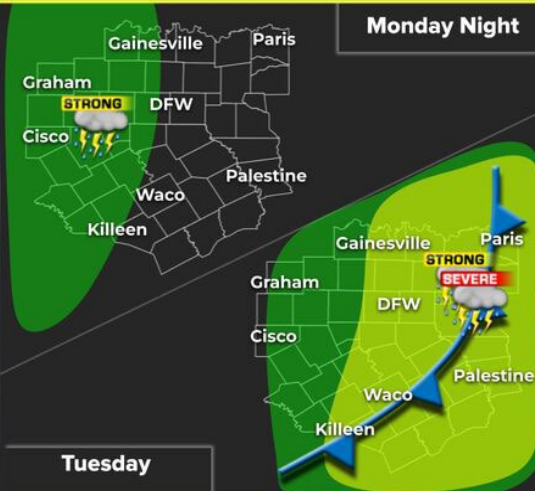 Monday Night
Gainesville
Paris
Graham
STRONG
DFW
Cisco
Palestine
Waco
Killeen
Gainesville
Paris
STRONG
Graham
SEVERE
DFW
Cisco
Palestine
Waco
Killeen
Tuesday